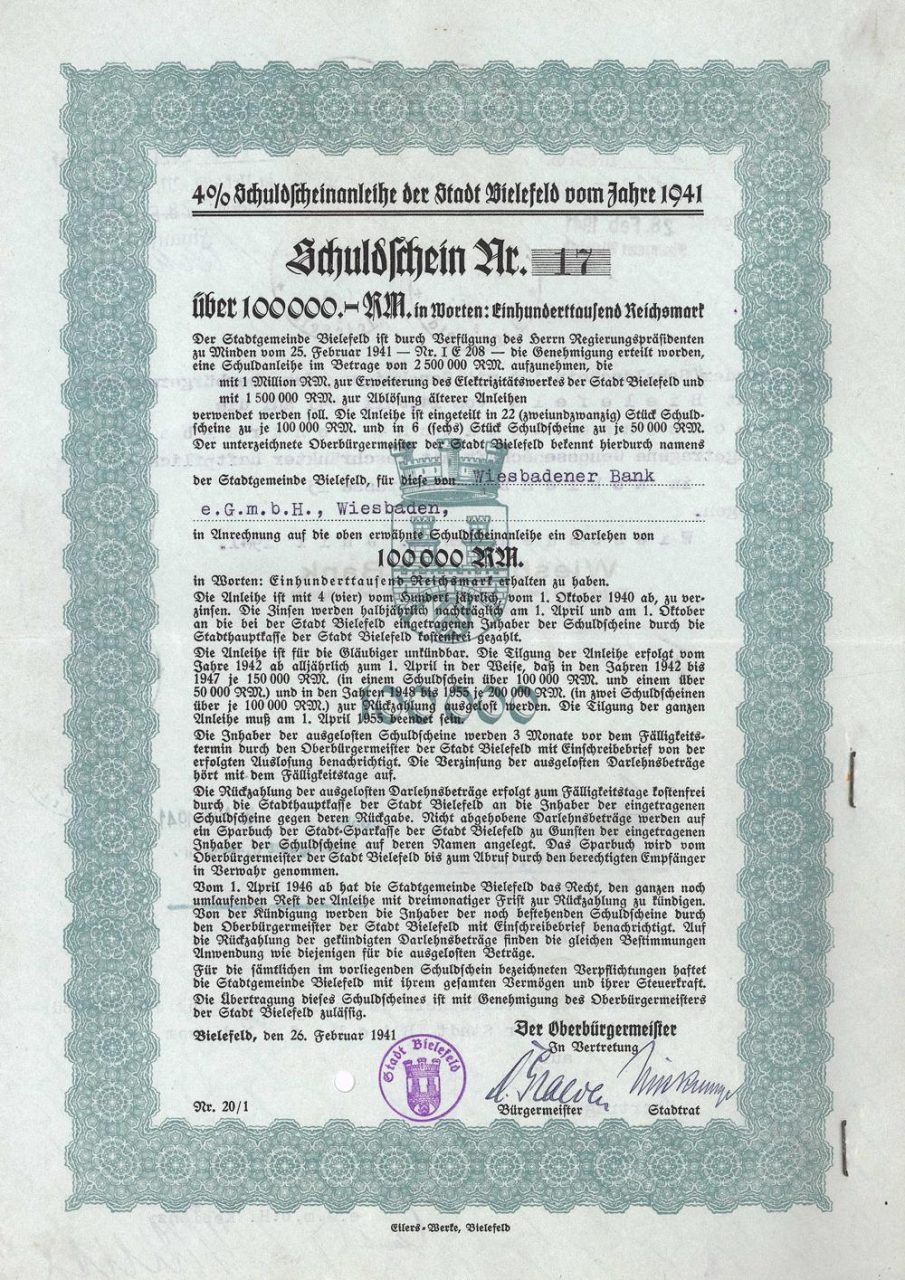 4% Schuldscheinanleihe der Stadt Bielefeld vom Jahre 1941
Schuldschein Nr. 17
über 100000.- RM. in Worten: Einhunderttausend Reichsmark
Der Stadtgemeinde Bielefeld ist durch Verfügung des Herrn Regierungspräsidenten
zu Minden vom 25. Februar 1941 — Nr. I E 208 — die Genehmigung erteilt worden,
eine Schuldanleihe im Betrage von 2 500 000 RM. aufzunehmen, die
mit 1 Million RM. zur Erweiterung des Elektrizitätswerkes der Stadt Bielefeld und
mit 1 500 000 RM. zur Ablösung älterer Anleihen
verwendet werden soll. Die Anleihe ist eingeteilt in 22 (zweiundzwanzig) Stück Schuld-
scheine zu je 100 000 RM. und in 6 (sechs) Stück Schuldscheine zu je 50 000 RM.
Der unterzeichnete Oberbürgermeister der Stadt Bielefeld bekennt hierdurch namens
der Stadtgemeinde Bielefeld, für diese von Wiesbadener Bank
e.G.m.b.H., Wiesbaden,
in Anrechnung auf die oben erwähnte Schuldscheinanleihe ein Darlehen von
100 000 RM.
in Worten: Einhunderttausend Reichsmark erhalten zu haben.
Die Anleihe ist mit 4 (vier) vom Hundert jährlich vom 1. Oktober 1940 ab, zu ver-
zinsen. Die Zinsen werden halbjährlich nachträglich am 1. April und am 1. Oktober
an die bei der Stadt Bielefeld eingetragenen Inhaber der Schuldscheine durch die
Stadthauptkasse der Stadt Bielefeld kostenfrei gezahlt.
Die Anleihe ist für die Gläubiger unkündbar. Die Tilgung der Anleihe erfolgt vom
Jahre 1942 ab alljährlich zum 1. April in der Weise, daß in den Jahren 1942 bis
1947 je 150 000 RM. (in einem Schuldschein über 100 000 RM. und einem über
50 000 RM.) und in den Jahren 1948 bis 1955 je 200 000 RM. (in zwei Schuldscheinen
über je 100 000 RM.) zur Rückzahlung ausgelost werden. Die Tilgung der ganzen
Anleihe muß am 1. April 1955 beendet sein.
100 000
Die Inhaber der ausgelosten Schuldscheine werden 3 Monate vor dem Fälligkeits-
termin durch den Oberbürgermeister der Stadt Bielefeld mit Einschreibebrief von der
erfolgten Auslosung benachrichtigt. Die Verzinsung der ausgelosten Darlehnsbeträge
hört mit dem Fälligkeitstage auf.
Die Rückzahlung der ausgelosten Darlehnsbeträge erfolgt zum Fälligkeitstage kostenfrei
durch die Stadthauptkasse der Stadt Bielefeld an die Inhaber der eingetragenen
Schuldscheine gegen deren Rückgabe. Nicht abgehobene Darlehnsbeträge werden auf
ein Sparbuch der Stadt-Sparkasse der Stadt Bielefeld zu Gunsten der eingetragenen
Inhaber der Schuldscheine auf deren Namen angelegt. Das Sparbuch wird vom
Oberbürgermeister der Stadt Bielefeld bis zum Abruf durch den berechtigten Empfänger
in Verwahr genommen.
Vom 1. April 1946 ab hat die Stadtgemeinde Bielefeld das Recht, den ganzen noch
umlaufenden Rest der Anleihe mit dreimonatiger Frist zur Rückzahlung zu kündigen.
Von der Kündigung werden die Inhaber der noch bestehenden Schuldscheine durch
den Oberbürgermeister der Stadt Bielefeld mit Einschreibebrief benachrichtigt. Auf
die Rückzahlung der gekündigten Darlehnsbeträge finden die gleichen Bestimmungen
Anwendung wie diejenigen für die ausgelosten Beträge.
Für die sämtlichen im vorliegenden Schuldschein bezeichneten Verpflichtungen haftet
die Stadtgemeinde Bielefeld mit ihrem gesamten Vermögen und ihrer Steuerkraft.
Die Übertragung dieses Schuldscheines ist mit Genehmigung des Oberbürgermeisters
der Stadt Bielefeld zulässig.
Bielefeld, den 26. Februar 1941
Der Oberbürgermeister
In Vertretung
Stadt Bielefeld
Bürgermeister Stadtrat
Nr. 20/1
Eilers-Werke, Bielefeld